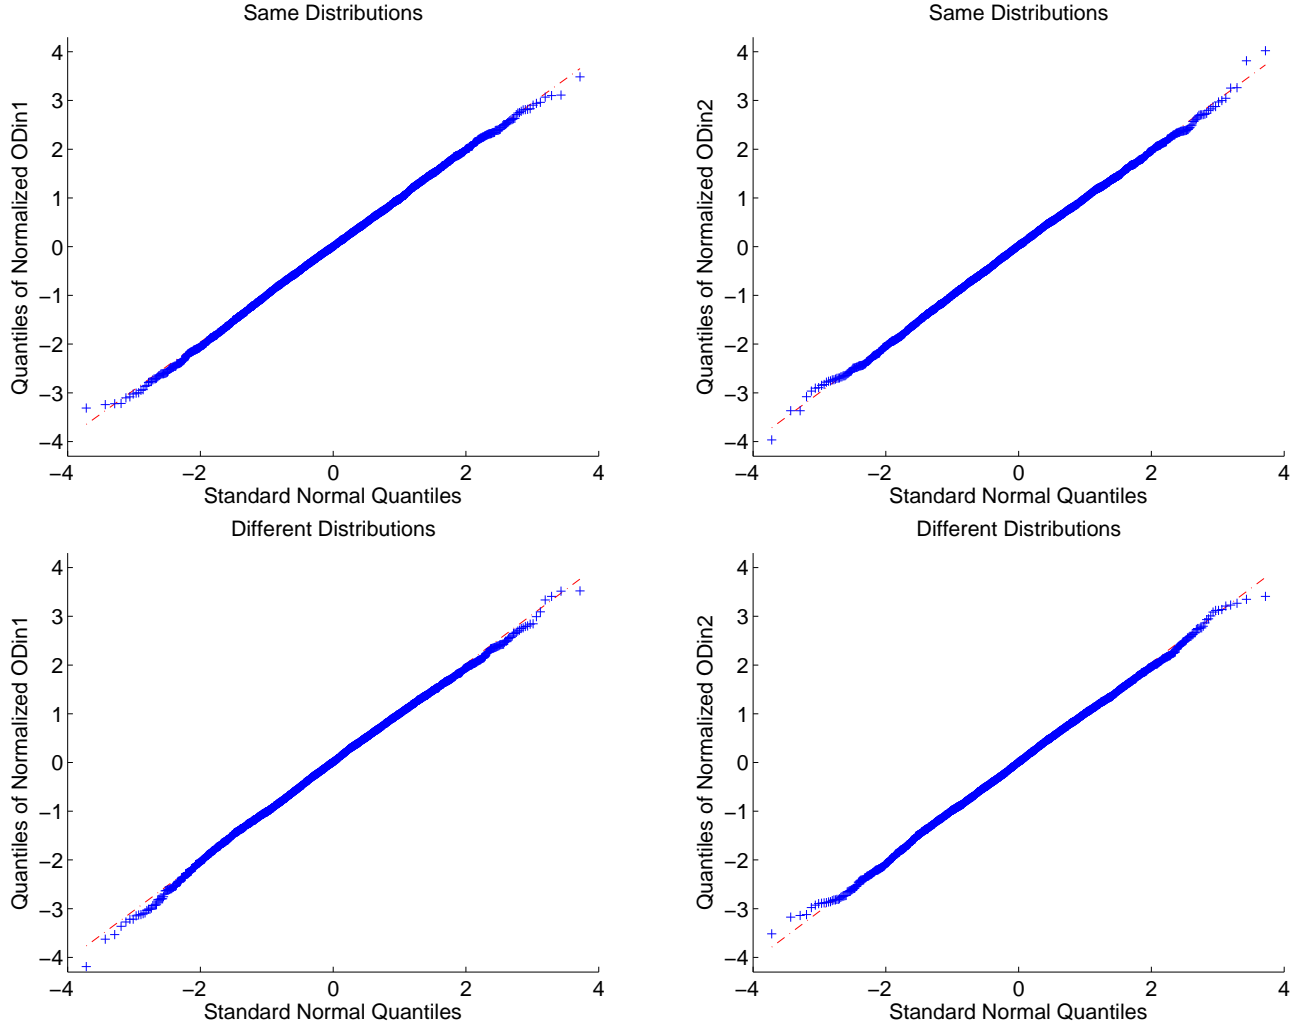 Same Distributions
4
3
2
1
0
−1
−2
−3
−4
Quantiles of Normalized ODin1
−4 −2 0 2 4
Standard Normal Quantiles
Same Distributions
4
3
2
1
0
−1
−2
−3
−4
Quantiles of Normalized ODin2
−4 −2 0 2 4
Standard Normal Quantiles
Different Distributions
4
3
2
1
0
−1
−2
−3
−4
Quantiles of Normalized ODin1
−4 −2 0 2 4
Standard Normal Quantiles
Different Distributions
4
3
2
1
0
−1
−2
−3
−4
Quantiles of Normalized ODin2
−4 −2 0 2 4
Standard Normal Quantiles